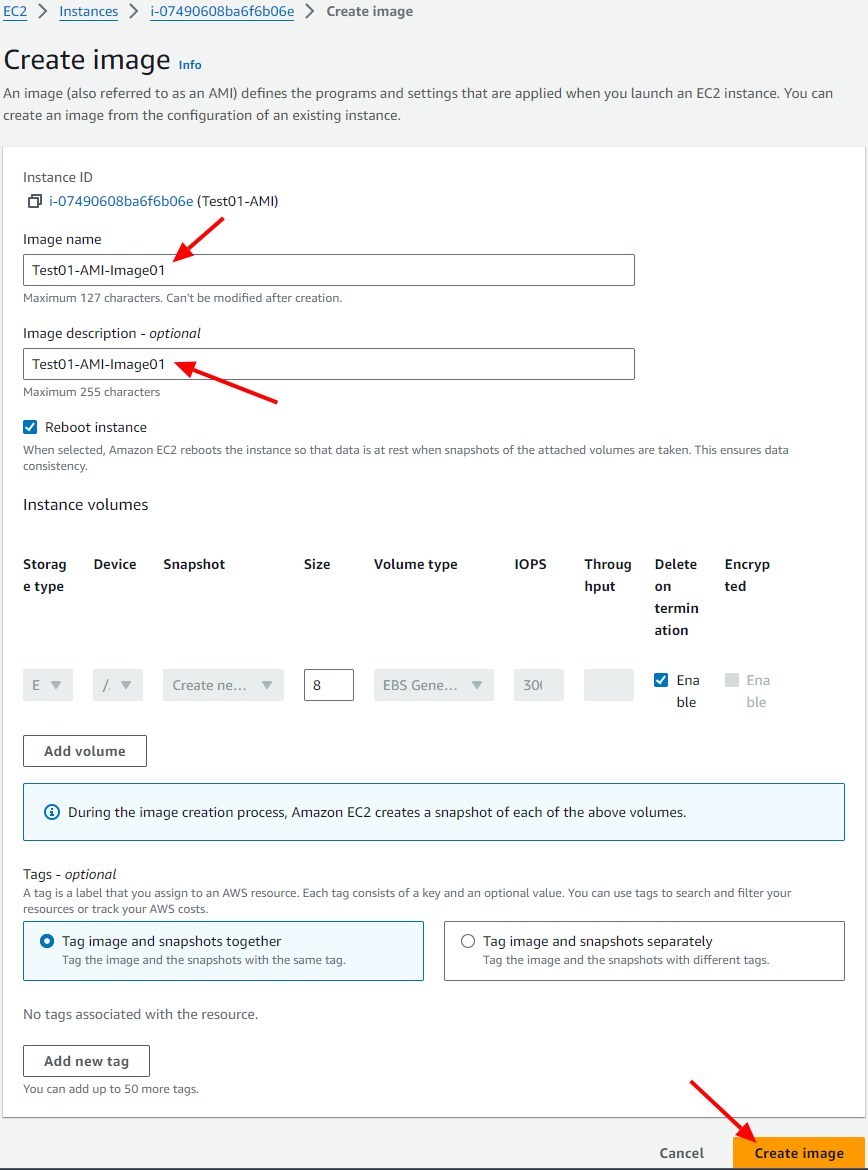 EC2 > Instances > i-07490608ba6f6b06e > Create image
Create image Info
An image (also referred to as an AMI) defines the programs and settings that are applied when you launch an EC2 instance. You can
create an image from the configuration of an existing instance.
Instance ID
i-07490608ba6f6b06e (Test01-AMI)
Image name
Test01-AMI-Image01
Maximum 127 characters. Can't be modified after creation.
Image description - optional
Test01-AMI-Image01
Maximum 255 characters
Reboot instance
When selected, Amazon EC2 reboots the instance so that data is at rest when snapshots of the attached volumes are taken. This ensures data
consistency.
Instance volumes
Storag Device Snapshot Size Volume type IOPS Throug Delete Encryp
e type hput on ted
termin
ation
E /. Create ne... 8 EBS Gene... Ena Ena
ble ble
Add volume
During the image creation process, Amazon EC2 creates a snapshot of each of the above volumes.
Tags - optional
A tag is a label that you assign to an AWS resource. Each tag consists of a key and an optional value. You can use tags to search and filter your
resources or track your AWS costs.
Tag image and snapshots together Tag image and snapshots separately
Tag the image and the snapshots with the same tag. Tag the image and the snapshots with different tags.
No tags associated with the resource.
Add new tag
You can add up to 50 more tags.
Cancel Create image